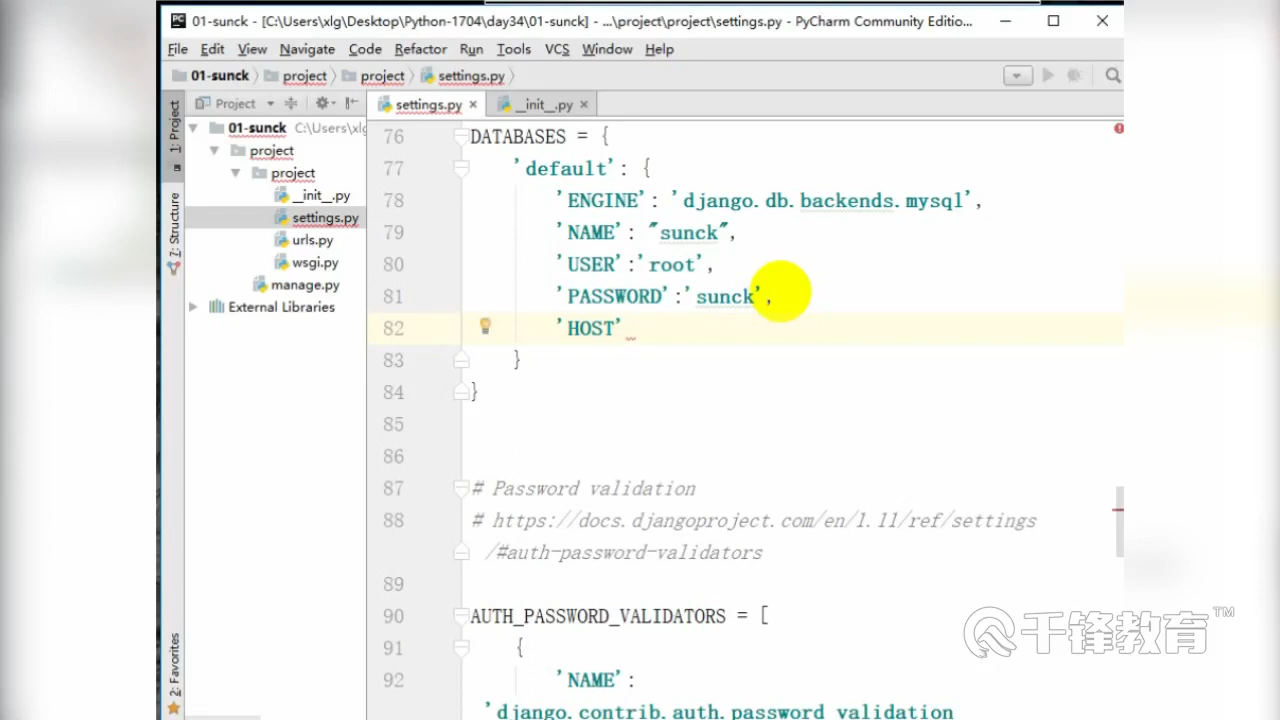 01-sunck - [C:\Users\xlg\Desktop\Python-1704\day34\01-sunck] - ...\project\project\settings.py - PyCharm Community Editio...
File Edit View Navigate Code Refactor Run Tools VCS Window Help
01-sunck project project settings.py
Project
settings.py
__init__.py
1: Project
7: Structure
2: Favorites
01-sunck C:\Users\xlg
project
project
__init__.py
settings.py
urls.py
wsgi.py
manage.py
External Libraries
76 DATABASES = {
77 'default': {
78 'ENGINE': 'django.db.backends.mysql',
79 'NAME': "sunck",
80 'USER':'root',
81 'PASSWORD':'sunck',
82 'HOST'
83 }
84 }
85
86
87 # Password validation
88 # https://docs.djangoproject.com/en/1.11/ref/settings
/#auth-password-validators
89
90 AUTH_PASSWORD_VALIDATORS = [
91 {
92 'NAME':
'django.contrib.auth.password_validation
千锋教育™